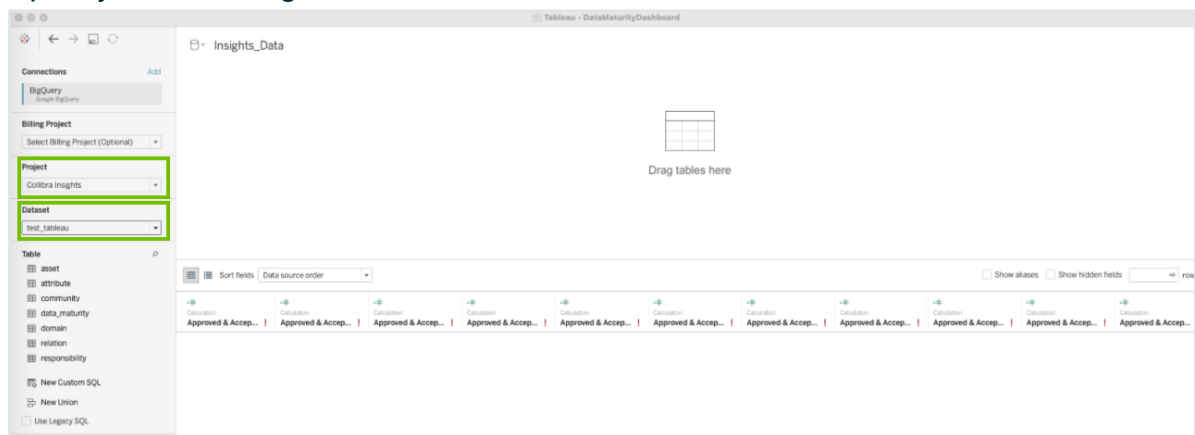 Tableau - DataMaturityDashboard
Insights_Data
Connections Add
BigQuery
Google BigQuery
Billing Project
Select Billing Project (Optional)
Project
Collibra Insights
Dataset
test_tableau
Table
asset
attribute
community
data_maturity
domain
relation
responsibility
New Custom SQL
New Union
Use Legacy SQL
Drag tables here
Sort fields Data source order
Show aliases Show hidden fields row
Calculation Calculation Calculation Calculation Calculation Calculation Calculation Calculation Calculation Calculation Calculation
Approved & Accep... ! Approved & Accep... ! Approved & Accep... ! Approved & Accep... ! Approved & Accep... ! Approved & Accep... ! Approved & Accep... ! Approved & Accep... ! Approved & Accep... ! Approved & Accep... ! Approved & Accep...